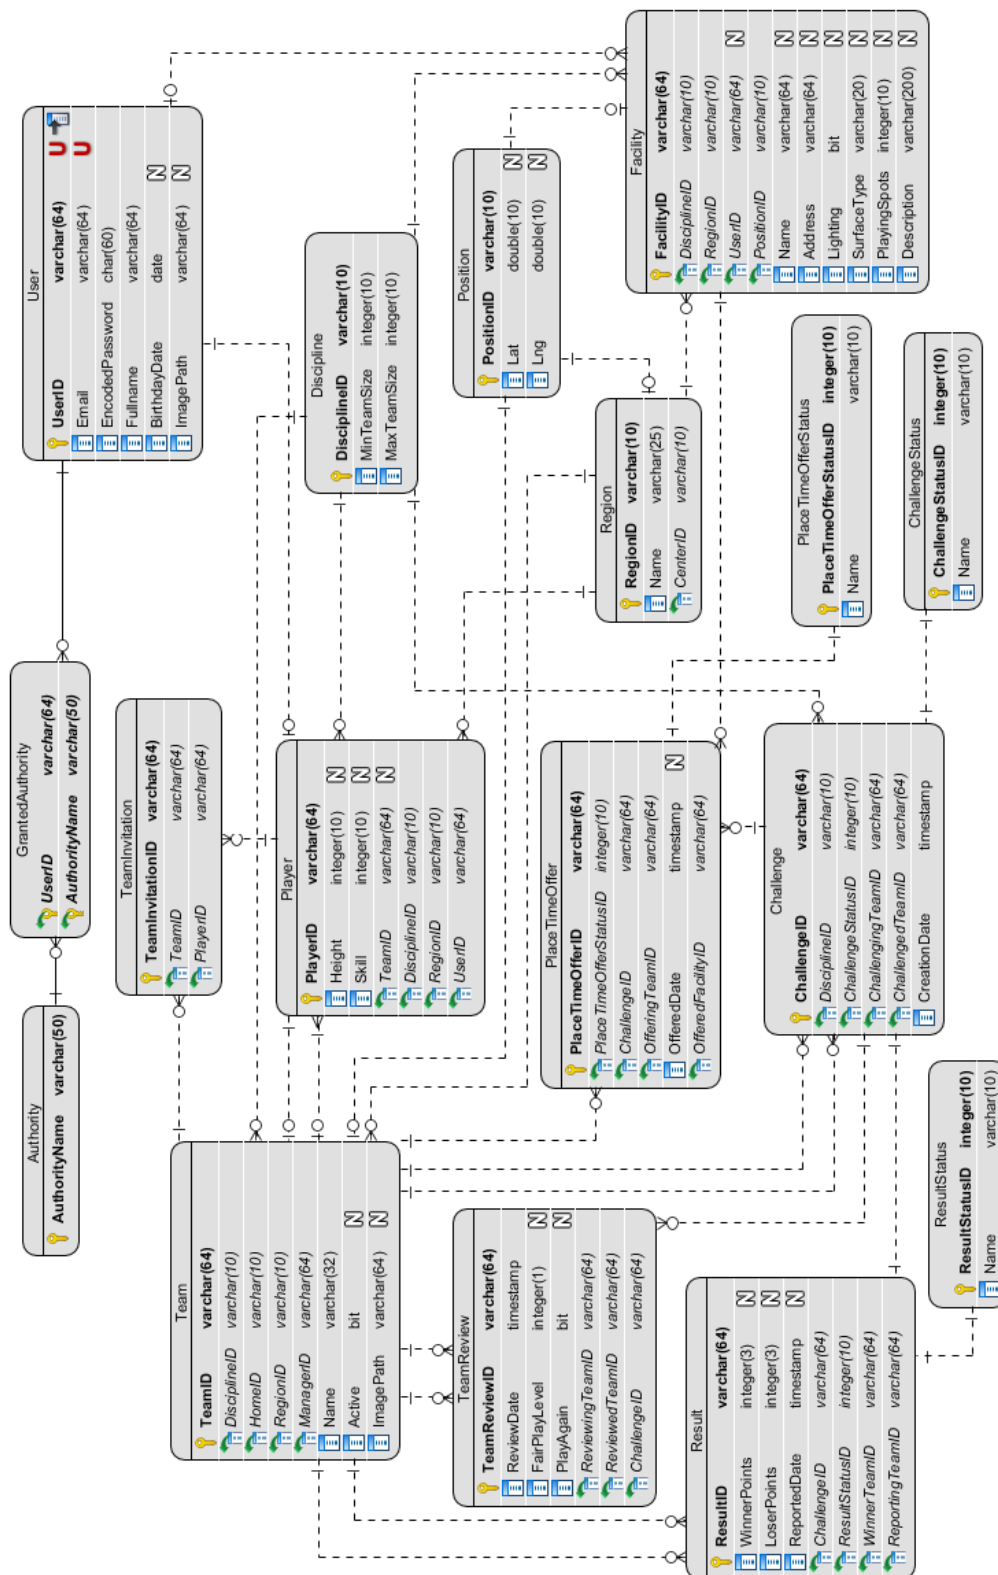 Authority
AuthorityName varchar(50)
GrantedAuthority
UserID varchar(64)
AuthorityName varchar(50)
User
UserID varchar(64) U
Email varchar(64) U
EncodedPassword char(60)
Fullname varchar(64)
BirthdayDate date N
ImagePath varchar(64) N
TeamInvitation
TeamInvitationID varchar(64)
TeamID varchar(64)
PlayerID varchar(64)
Team
TeamID varchar(64)
DisciplineID varchar(10)
HomeID varchar(10)
RegionID varchar(10)
ManagerID varchar(64)
Name varchar(32)
Active bit N
ImagePath varchar(64) N
Player
PlayerID varchar(64)
Height integer(10) N
Skill integer(10) N
TeamID varchar(64) N
DisciplineID varchar(10)
RegionID varchar(10)
UserID varchar(64)
Discipline
DisciplineID varchar(10)
MinTeamSize integer(10)
MaxTeamSize integer(10)
Position
PositionID varchar(10)
Lat double(10) N
Lng double(10) N
TeamReview
TeamReviewID varchar(64)
ReviewDate timestamp
FairPlayLevel integer(1) N
PlayAgain bit N
ReviewingTeamID varchar(64)
ReviewedTeamID varchar(64)
ChallengeID varchar(64)
PlaceTimeOffer
PlaceTimeOfferID varchar(64)
PlaceTimeOfferStatusID integer(10)
ChallengeID varchar(64)
OfferingTeamID varchar(64)
OfferedDate timestamp N
OfferedFacilityID varchar(64)
Region
RegionID varchar(10)
Name varchar(25)
CenterID varchar(10)
Facility
FacilityID varchar(64)
DisciplineID varchar(10)
RegionID varchar(10)
UserID varchar(64) N
PositionID varchar(10)
Name varchar(64) N
Address varchar(64) N
Lighting bit N
SurfaceType varchar(20) N
PlayingSpots integer(10) N
Description varchar(200) N
Result
ResultID varchar(64)
WinnerPoints integer(3) N
LoserPoints integer(3) N
ReportedDate timestamp N
ChallengeID varchar(64)
ResultStatusID integer(10)
WinnerTeamID varchar(64)
ReportingTeamID varchar(64)
Challenge
ChallengeID varchar(64)
DisciplineID varchar(10)
ChallengeStatusID integer(10)
ChallengingTeamID varchar(64)
ChallengedTeamID varchar(64)
CreationDate timestamp
PlaceTimeOfferStatus
PlaceTimeOfferStatusID integer(10)
Name varchar(10)
ResultStatus
ResultStatusID integer(10)
Name varchar(10)
ChallengeStatus
ChallengeStatusID integer(10)
Name varchar(10)